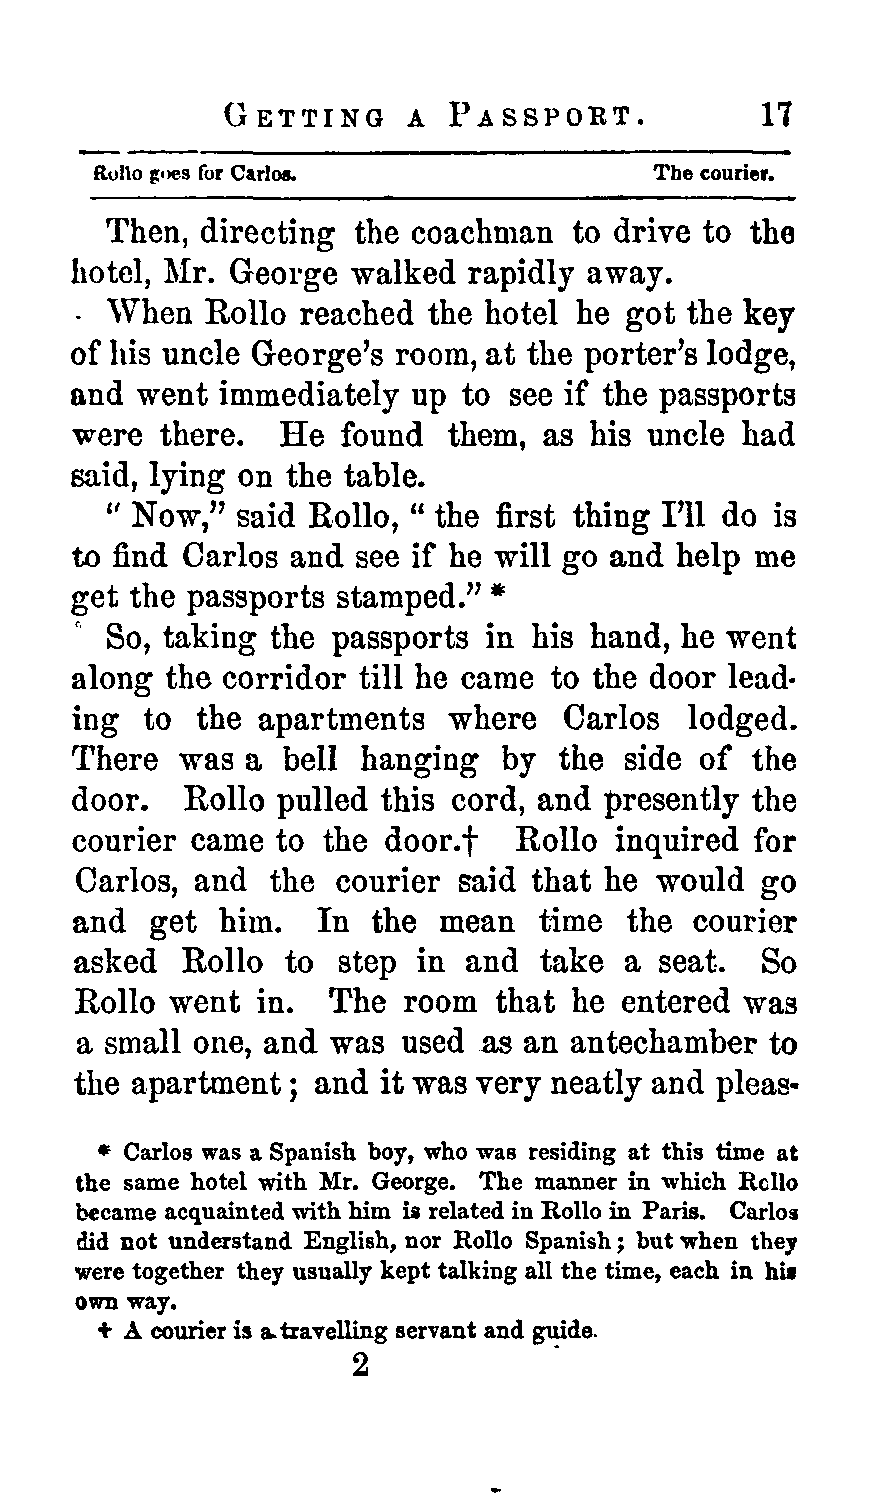 GETTING A PASSPORT. 17
Rollo goes for Carlos. The courier.
Then, directing the coachman to drive to the
hotel, Mr. George walked rapidly away.
When Rollo reached the hotel he got the key
of his uncle George's room, at the porter's lodge,
and went immediately up to see if the passports
were there. He found them, as his uncle had
said, lying on the table.
" Now," said Rollo, " the first thing I'll do is
to find Carlos and see if he will go and help me
get the passports stamped." *
So, taking the passports in his hand, he went
along the corridor till he came to the door lead-
ing to the apartments where Carlos lodged.
There was a bell hanging by the side of the
door. Rollo pulled this cord, and presently the
courier came to the door.† Rollo inquired for
Carlos, and the courier said that he would go
and get him. In the mean time the courier
asked Rollo to step in and take a seat. So
Rollo went in. The room that he entered was
a small one, and was used as an antechamber to
the apartment; and it was very neatly and pleas-
* Carlos was a Spanish boy, who was residing at this time at
the same hotel with Mr. George. The manner in which Rollo
became acquainted with him is related in Rollo in Paris. Carlos
did not understand English, nor Rollo Spanish; but when they
were together they usually kept talking all the time, each in his
own way.
† A courier is a travelling servant and guide.
2